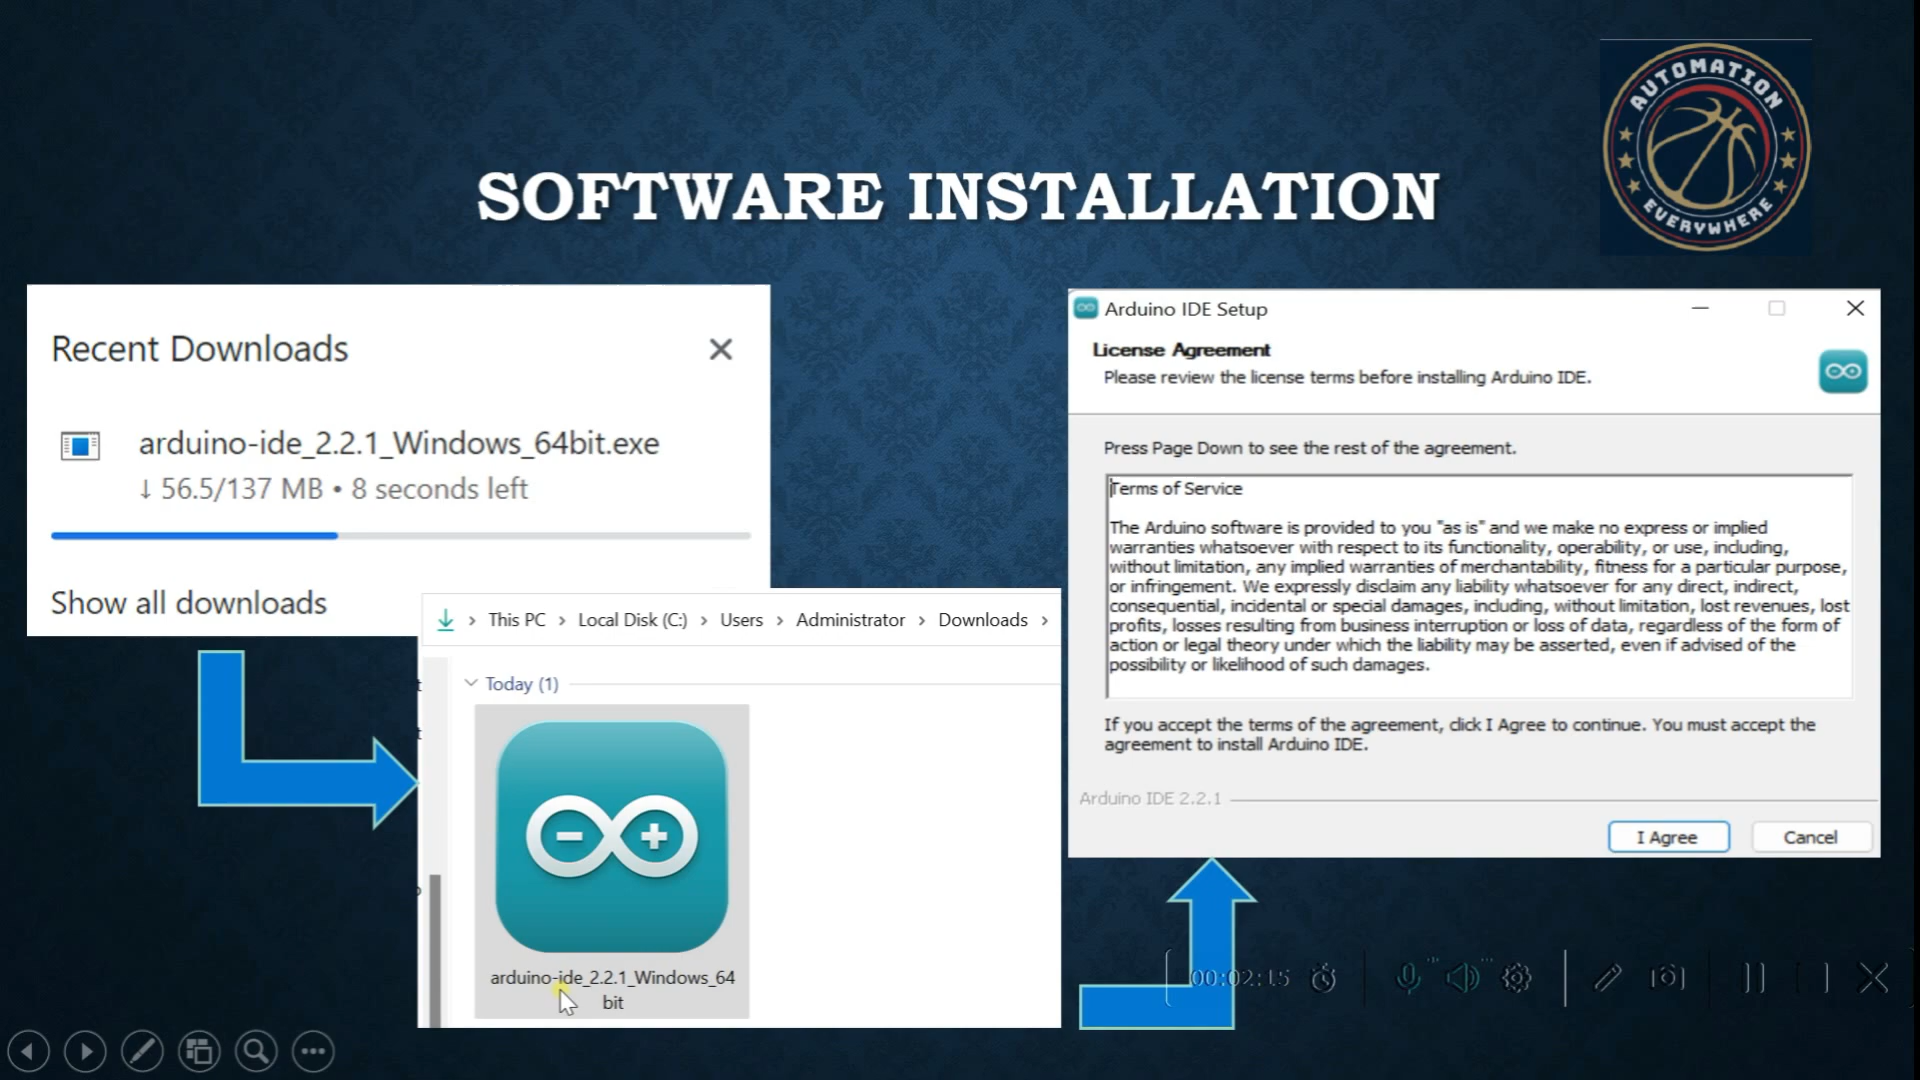 AUTOMATION
EVERYWHERE
SOFTWARE INSTALLATION
Recent Downloads
arduino-ide_2.2.1_Windows_64bit.exe
↓ 56.5/137 MB • 8 seconds left
Show all downloads
This PC > Local Disk (C:) > Users > Administrator > Downloads >
Today (1)
arduino-ide_2.2.1_Windows_64
bit
Arduino IDE Setup
License Agreement
Please review the license terms before installing Arduino IDE.
Press Page Down to see the rest of the agreement.
Terms of Service
The Arduino software is provided to you "as is" and we make no express or implied
warranties whatsoever with respect to its functionality, operability, or use, including,
without limitation, any implied warranties of merchantability, fitness for a particular purpose,
or infringement. We expressly disclaim any liability whatsoever for any direct, indirect,
consequential, incidental or special damages, including, without limitation, lost revenues, lost
profits, losses resulting from business interruption or loss of data, regardless of the form of
action or legal theory under which the liability may be asserted, even if advised of the
possibility or likelihood of such damages.
If you accept the terms of the agreement, click I Agree to continue. You must accept the
agreement to install Arduino IDE.
Arduino IDE 2.2.1
I Agree
Cancel
00:02:15